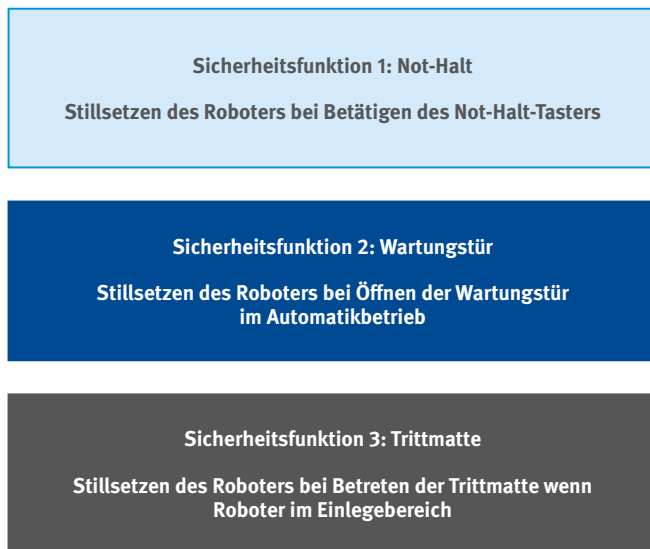 Sicherheitsfunktion 1: Not-Halt
Stillsetzen des Roboters bei Betätigen des Not-Halt-Tasters
Sicherheitsfunktion 2: Wartungstür
Stillsetzen des Roboters bei Öffnen der Wartungstür
im Automatikbetrieb
Sicherheitsfunktion 3: Trittmatte
Stillsetzen des Roboters bei Betreten der Trittmatte wenn
Roboter im Einlegebereich